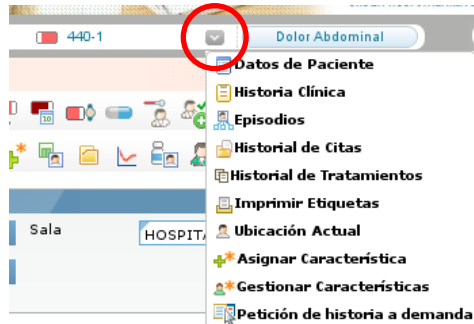 440-1
Dolor Abdominal
Datos de Paciente
Historia Clínica
Episodios
Historial de Citas
Historial de Tratamientos
Imprimir Etiquetas
Sala
HOSPIT
Ubicación Actual
Asignar Característica
Gestionar Características
Petición de historia a demanda